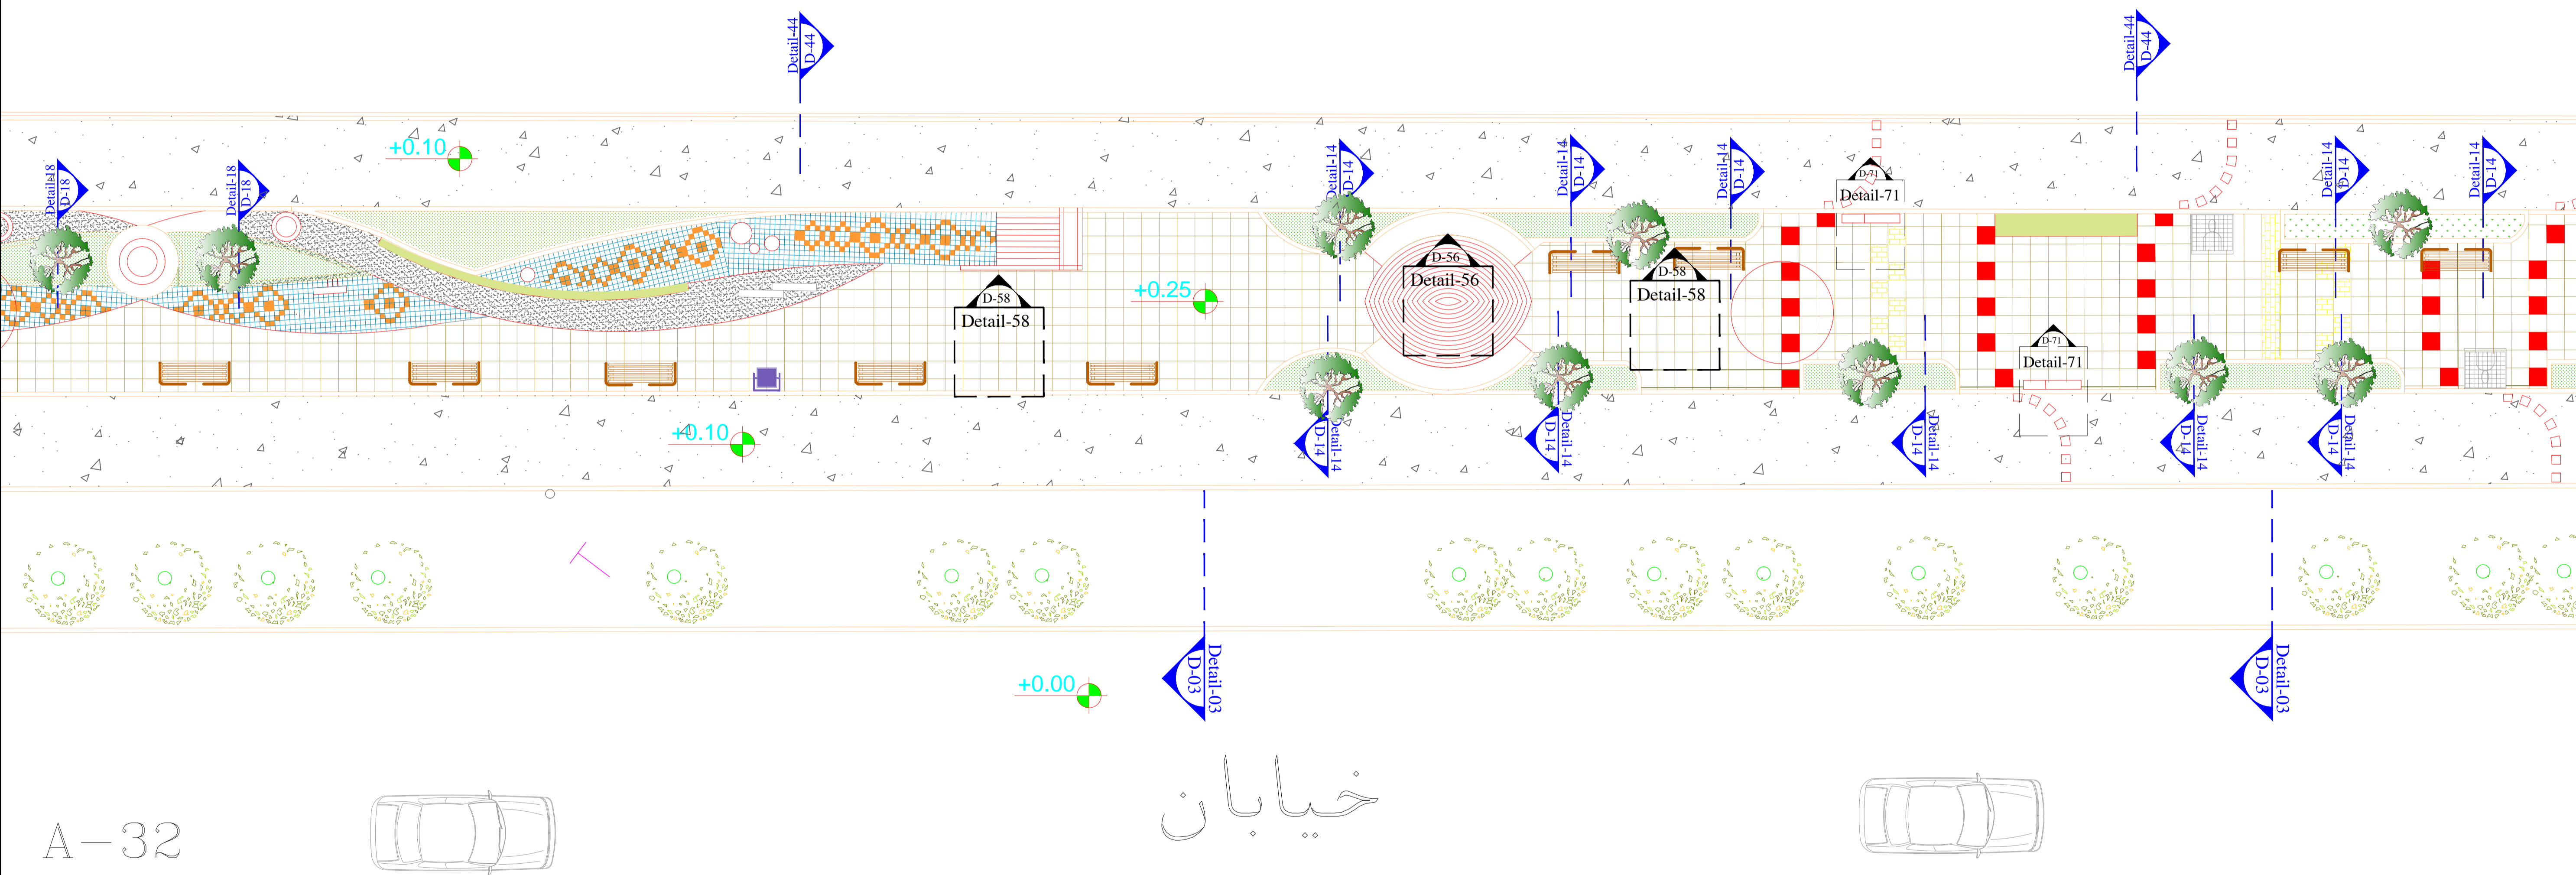 Detail-44
D-44
Detail-44
D-44
+0.10
Detail-18
D-18
Detail-18
D-18
Detail-14
D-14
Detail-14
D-14
Detail-14
D-14
D-71
Detail-71
Detail-14
D-14
Detail-14
D-14
D-56
Detail-56
D-58
Detail-58
+0.25
D-58
Detail-58
D-71
Detail-71
+0.10
D-14
Detail-14
D-14
Detail-14
D-14
Detail-14
D-14
Detail-14
D-14
Detail-14
+0.00
D-03
Detail-03
D-03
Detail-03
خیابان
A-32